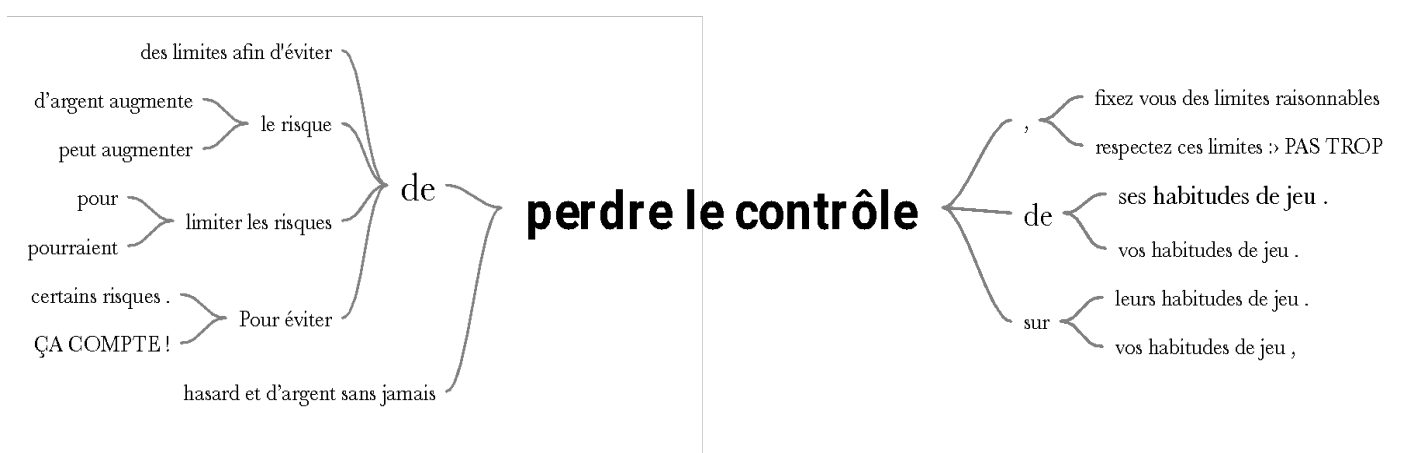 des limites afin d'éviter
d’argent augmente
le risque
peut augmenter
de
pour
limiter les risques
pourraient
certains risques .
Pour éviter
ÇA COMPTE !
hasard et d’argent sans jamais
perdre le contrôle
,
fixez vous des limites raisonnables
respectez ces limites :› PAS TROP
de
ses habitudes de jeu .
vos habitudes de jeu .
sur
leurs habitudes de jeu .
vos habitudes de jeu ,